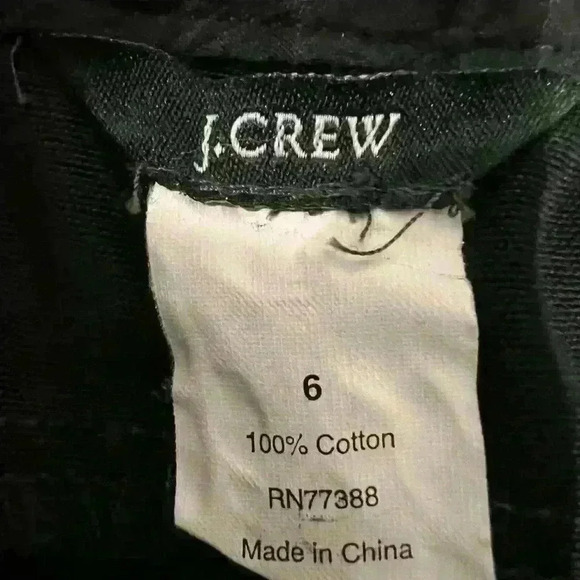 J.CREW
6
100% Cotton
RN77388
Made in China